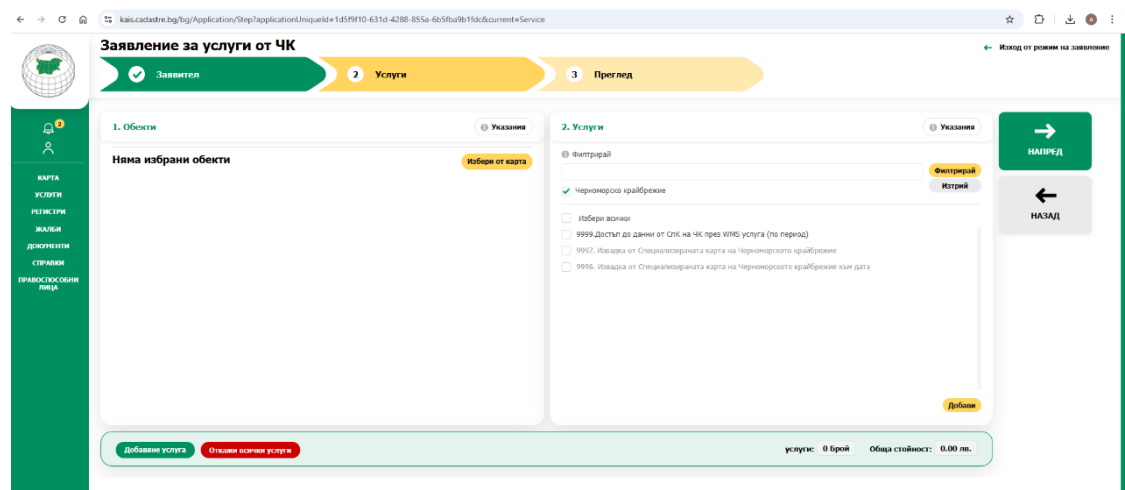 kais.cadastre.bg/bg/Application/Step?applicationUniqueId=1d5f9f10-631d-4288-855a-6b5fba9b1fdc&current=Service
Заявление за услуги от ЧК
Изход от режим на заявление
Заявител
2 Услуги
3 Преглед
2
КАРТА
УСЛУГИ
РЕГИСТРИ
ЖАЛБИ
ДОКУМЕНТИ
СПРАВКИ
ПРАВОСПОСОБНИ
ЛИЦА
1. Обекти
Указания
Няма избрани обекти
Избери от карта
2. Услуги
Указания
Филтрирай
Филтрирай
Изтрий
Черноморско крайбрежие
Избери всички
9999.Достъп до данни от СпК на ЧК през WMS услуга (по период)
9997. Извадка от Специализираната карта на Черноморското крайбрежие
9996. Извадка от Специализираната карта на Черноморското крайбрежие към дата
Добави
НАПРЕД
НАЗАД
Добавяне услуга
Откажи всички услуги
услуги: 0 брой
Обща стойност: 0.00 лв.